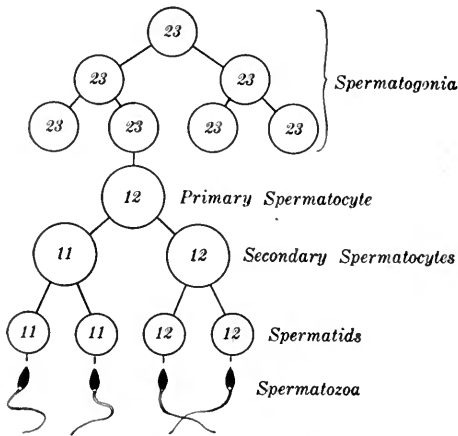 23
23 23
Spermatogonia
23 23 23 23
12 Primary Spermatocyte
11 12 Secondary Spermatocytes
11 11 12 12 Spermatids
Spermatozoa